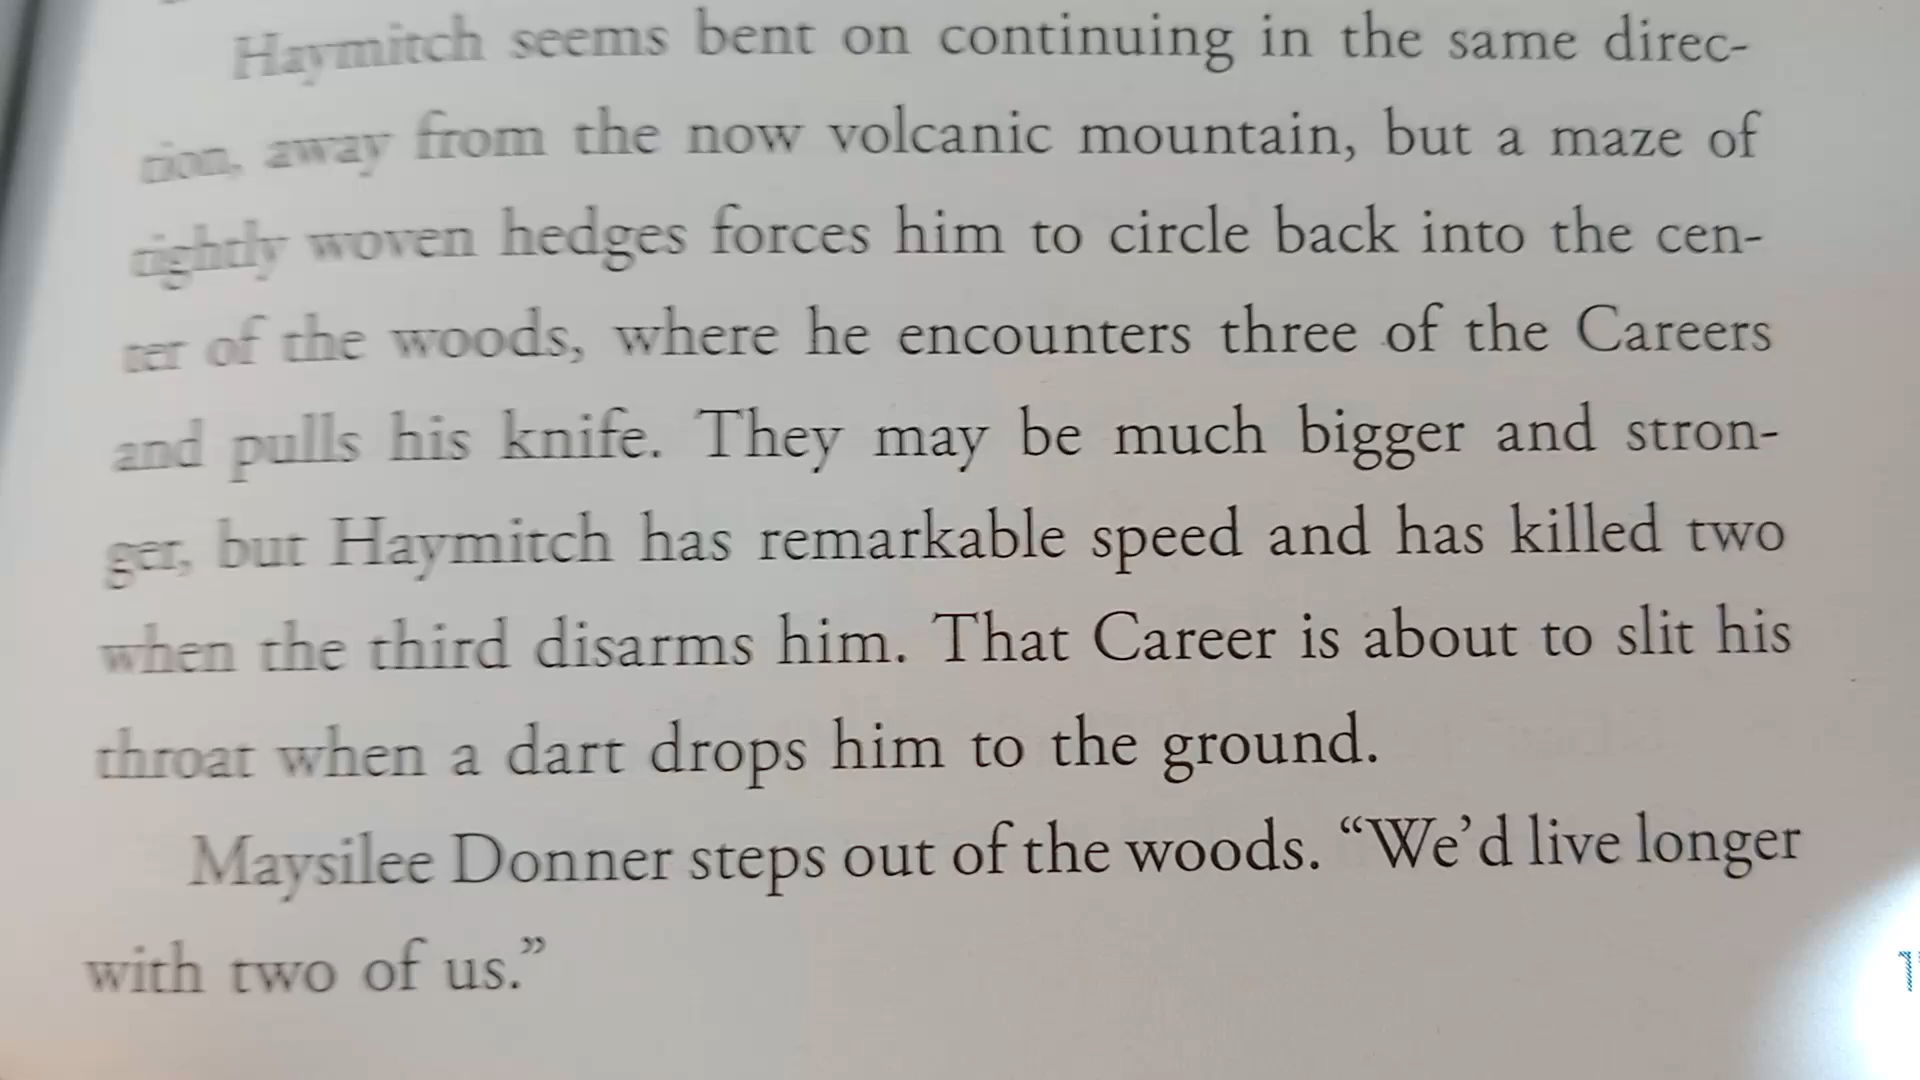 Haymitch seems bent on continuing in the same direc-
tion, away from the now volcanic mountain, but a maze of
tightly woven hedges forces him to circle back into the cen-
ter of the woods, where he encounters three of the Careers
and pulls his knife. They may be much bigger and stron-
ger, but Haymitch has remarkable speed and has killed two
when the third disarms him. That Career is about to slit his
throat when a dart drops him to the ground.
Maysilee Donner steps out of the woods. “We’d live longer
with two of us.”